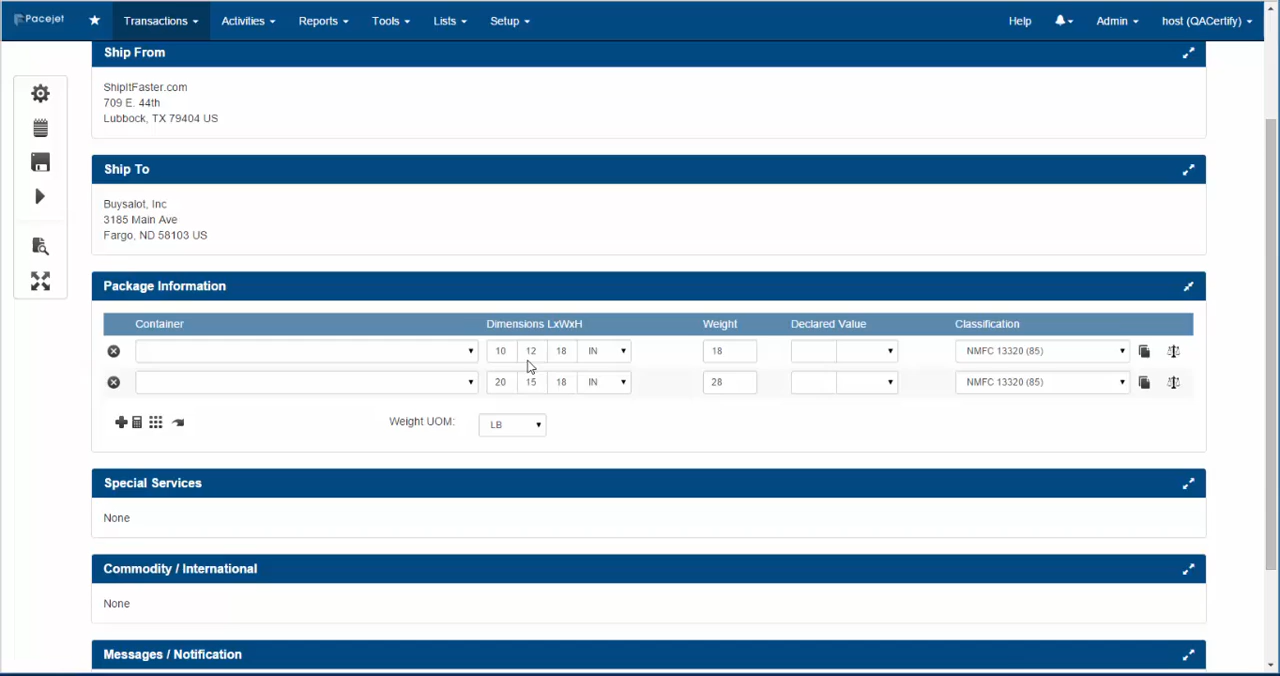 Pacejet Transactions Activities Reports Tools Lists Setup Help Admin host (QACertify)
Ship From
ShipItFaster.com
709 E. 44th
Lubbock, TX 79404 US
Ship To
Buysalot, Inc
3185 Main Ave
Fargo, ND 58103 US
Package Information
Container Dimensions LxWxH Weight Declared Value Classification
10 12 18 IN 18 NMFC 13320 (85)
20 15 18 IN 28 NMFC 13320 (85)
Weight UOM: LB
Special Services
None
Commodity / International
None
Messages / Notification